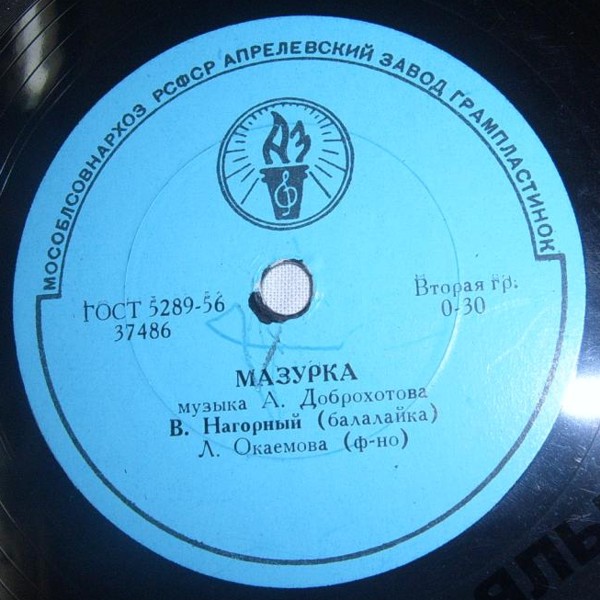 МОСОБЛСОВНАРХОЗ РСФСР АПРЕЛЕВСКИЙ ЗАВОД ГРАМПЛАСТИНОК
АЗ
ГОСТ 5289-56
37486
Вторая гр.
0-30
МАЗУРКА
музыка А. Доброхотова
В. Нагорный (балалайка)
Л. Окаемова (ф-но)